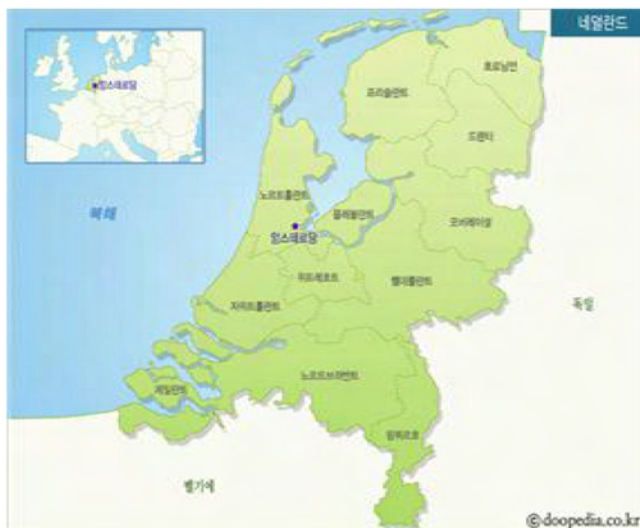 네덜란드
암스테르담
흐로닝언
프리슬란트
드렌터
노르트홀란트
북해
플레볼란트
오버레이설
암스테르담
위트레흐트
헬데를란트
자위트홀란트
독일
노르트브라반트
제일란트
림뷔르흐
벨기에
©doopedia.co.kr